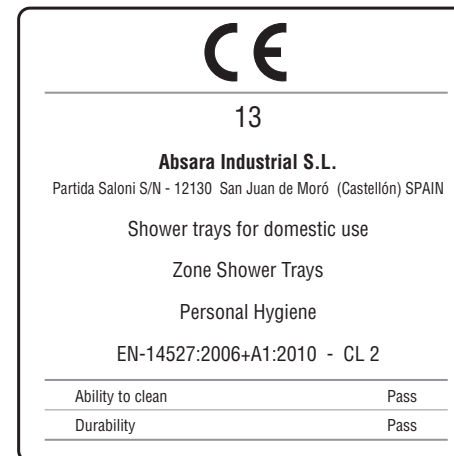 CE
13
Absara Industrial S.L.
Partida Saloni S/N - 12130 San Juan de Moró (Castellón) SPAIN
Shower trays for domestic use
Zone Shower Trays
Personal Hygiene
EN-14527:2006+A1:2010 - CL 2
Ability to clean Pass
Durability Pass